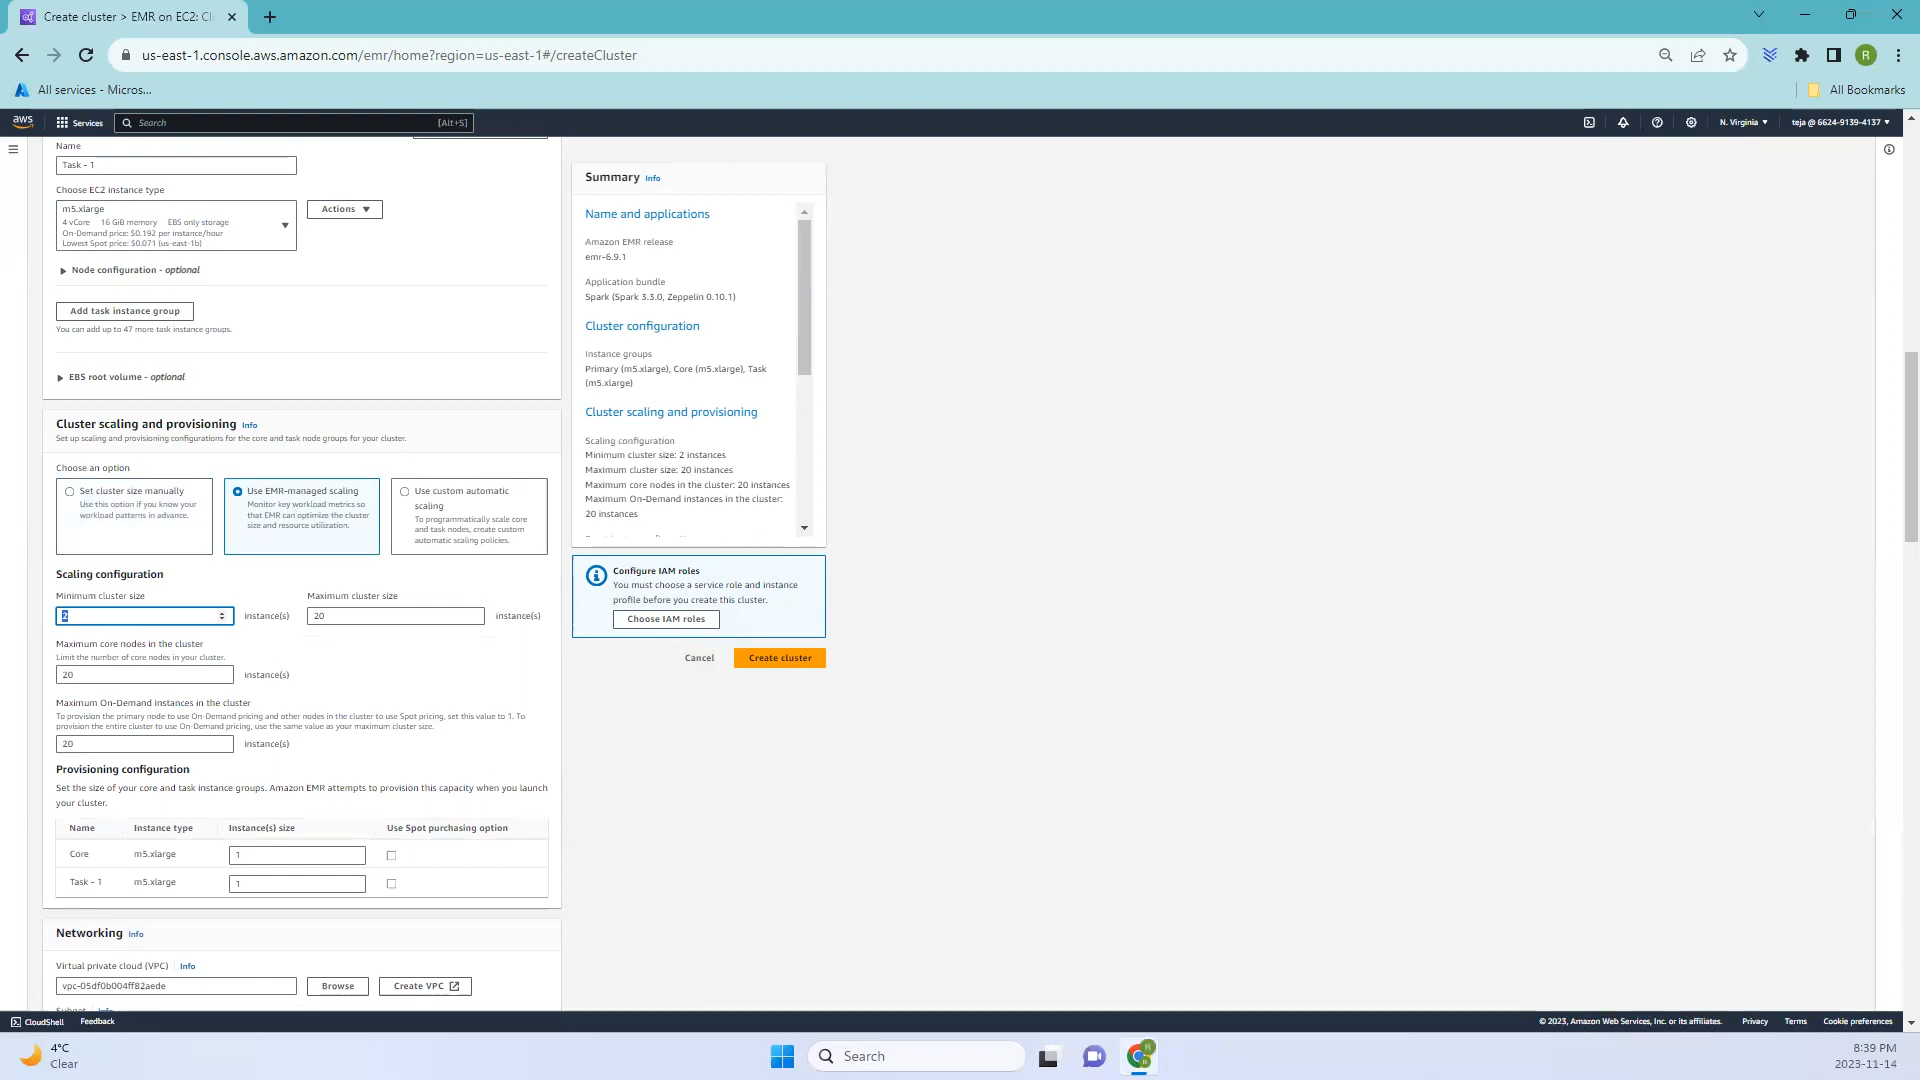 Create cluster > EMR on EC2: Cl
us-east-1.console.aws.amazon.com/emr/home?region=us-east-1#/createCluster
R
All services - Micros...
All Bookmarks
aws
Services
Search
[Alt+S]
N. Virginia
teja @ 6624-9139-4137
Name
Task - 1
Choose EC2 instance type
m5.xlarge
4 vCore 16 GiB memory EBS only storage
On-Demand price: $0.192 per instance/hour
Lowest Spot price: $0.071 (us-east-1b)
Actions
Node configuration - optional
Add task instance group
You can add up to 47 more task instance groups.
EBS root volume - optional
Cluster scaling and provisioning Info
Set up scaling and provisioning configurations for the core and task node groups for your cluster.
Choose an option
Set cluster size manually
Use this option if you know your
workload patterns in advance.
Use EMR-managed scaling
Monitor key workload metrics so
that EMR can optimize the cluster
size and resource utilization.
Use custom automatic
scaling
To programmatically scale core
and task nodes, create custom
automatic scaling policies.
Scaling configuration
Minimum cluster size
2
instance(s)
Maximum cluster size
20
instance(s)
Maximum core nodes in the cluster
Limit the number of core nodes in your cluster.
20
instance(s)
Maximum On-Demand instances in the cluster
To provision the primary node to use On-Demand pricing and other nodes in the cluster to use Spot pricing, set this value to 1. To
provision the entire cluster to use On-Demand pricing, use the same value as your maximum cluster size.
20
instance(s)
Provisioning configuration
Set the size of your core and task instance groups. Amazon EMR attempts to provision this capacity when you launch
your cluster.
Name Instance type Instance(s) size Use Spot purchasing option
Core m5.xlarge 1
Task - 1 m5.xlarge 1
Networking Info
Virtual private cloud (VPC) Info
vpc-05df0b004ff82aede
Browse
Create VPC
Subnet Info
Summary Info
Name and applications
Amazon EMR release
emr-6.9.1
Application bundle
Spark (Spark 3.3.0, Zeppelin 0.10.1)
Cluster configuration
Instance groups
Primary (m5.xlarge), Core (m5.xlarge), Task
(m5.xlarge)
Cluster scaling and provisioning
Scaling configuration
Minimum cluster size: 2 instances
Maximum cluster size: 20 instances
Maximum core nodes in the cluster: 20 instances
Maximum On-Demand instances in the cluster:
20 instances
Configure IAM roles
You must choose a service role and instance
profile before you create this cluster.
Choose IAM roles
Cancel
Create cluster
CloudShell
Feedback
© 2023, Amazon Web Services, Inc. or its affiliates.
Privacy
Terms
Cookie preferences
4°C
Clear
Search
8:39 PM
2023-11-14